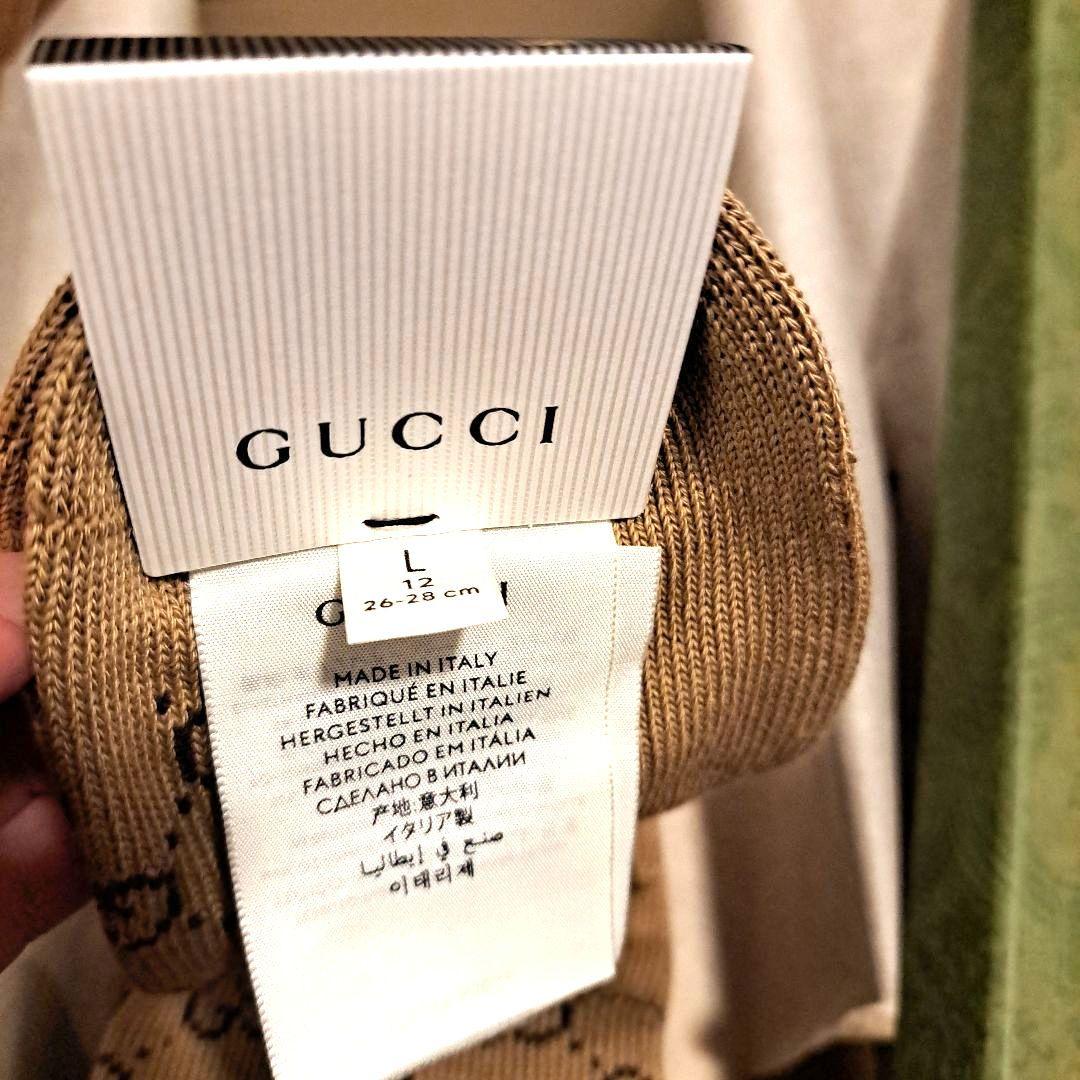 GUCCI
L
12
26-28 cm
MADE IN ITALY
FABRIQUÉ EN ITALIE
HERGESTELLT IN ITALIEN
HECHO EN ITALIA
FABRICADO EM ITÁLIA
СДЕЛАНО В ИТАЛИИ
产地:意大利
イタリア製
صنع في إيطاليا
이태리제